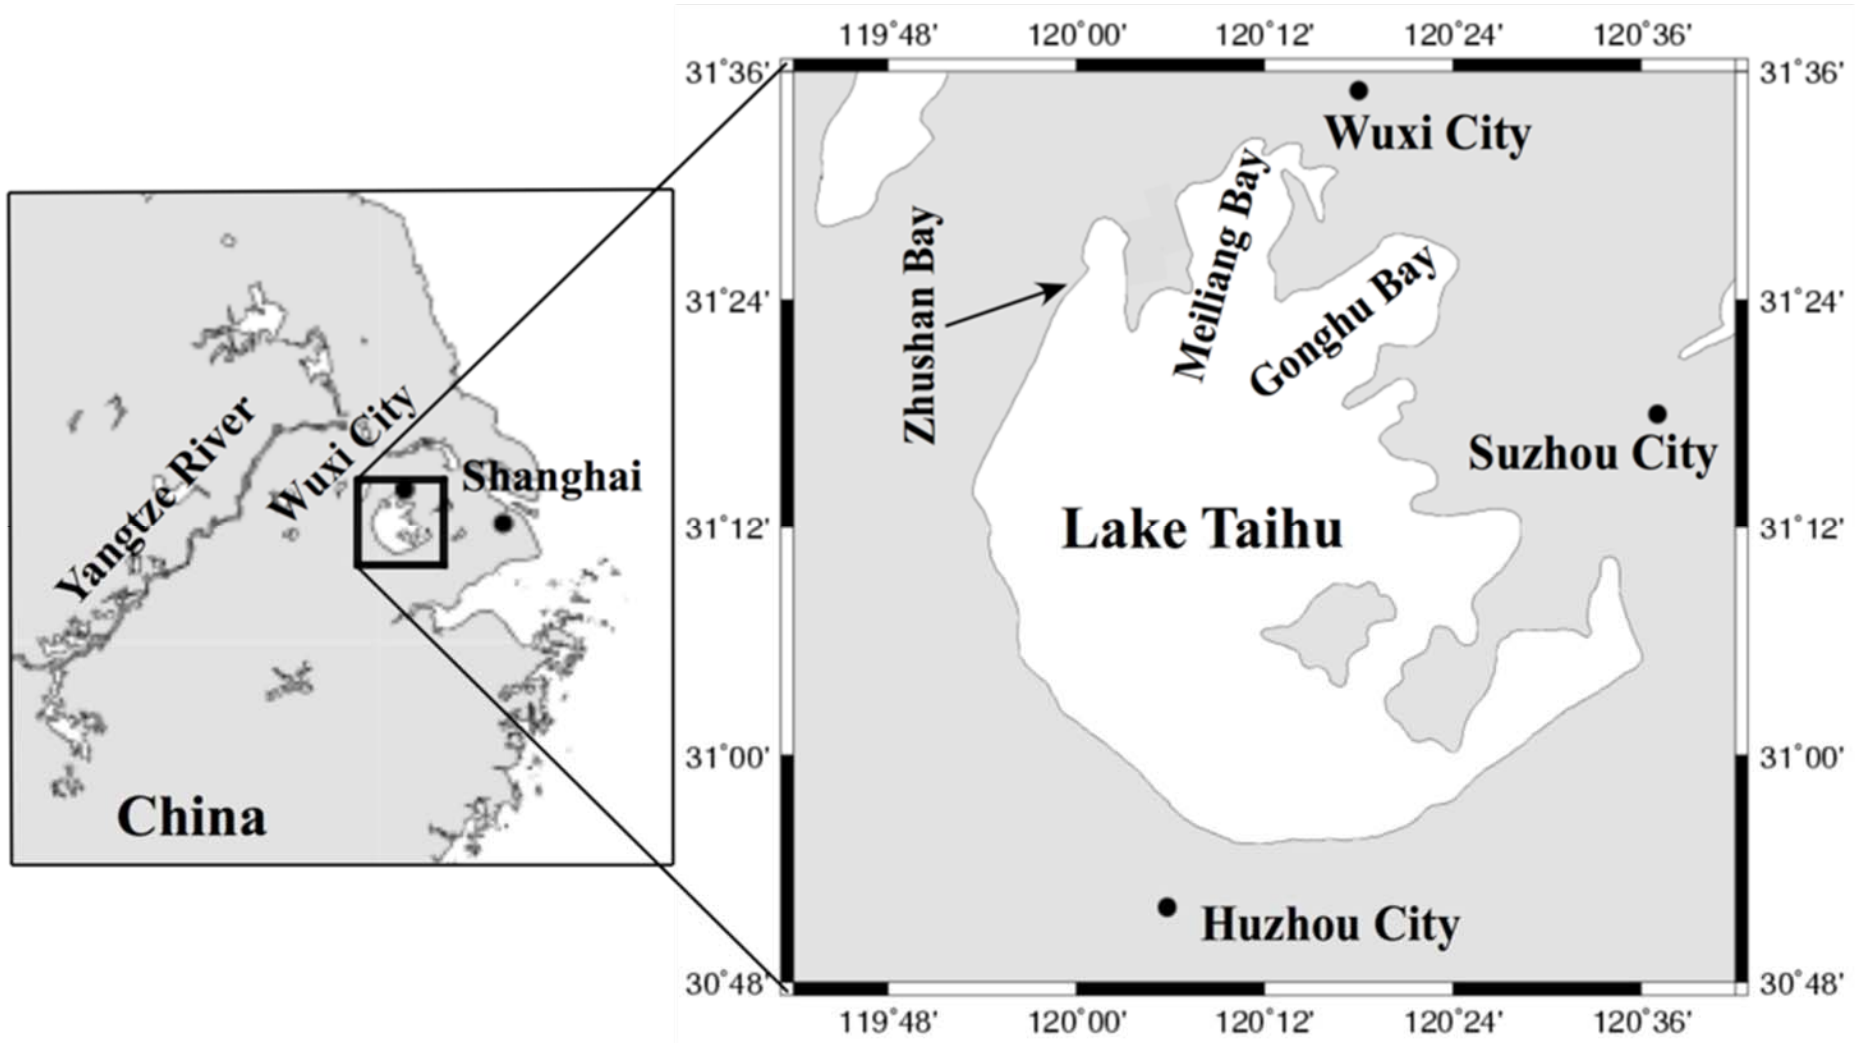 Yangtze River
Wuxi City
Shanghai
China
119°48' 120°00' 120°12' 120°24' 120°36'
31°36' 31°36'
Wuxi City
Zhushan Bay
Meiliang Bay
Gonghu Bay
31°24' 31°24'
Suzhou City
Lake Taihu
31°12' 31°12'
31°00' 31°00'
Huzhou City
30°48' 30°48'
119°48' 120°00' 120°12' 120°24' 120°36'